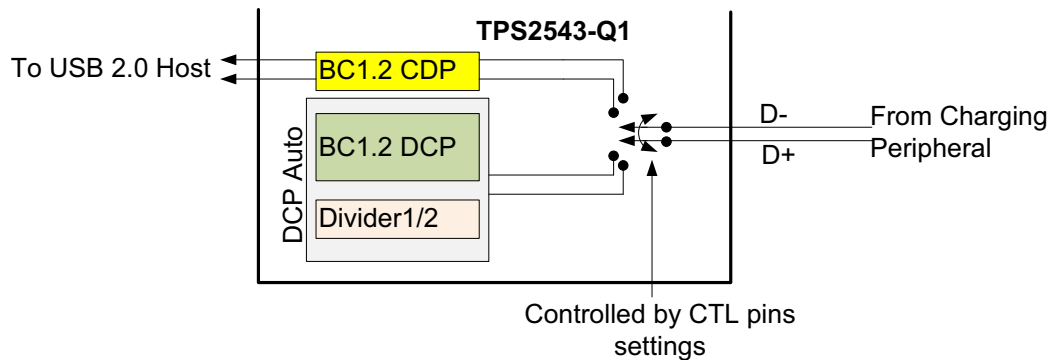 TPS2543-Q1
To USB 2.0 Host
BC1.2 CDP
DCP Auto
BC1.2 DCP
Divider1/2
D-
D+
From Charging
Peripheral
Controlled by CTL pins
settings